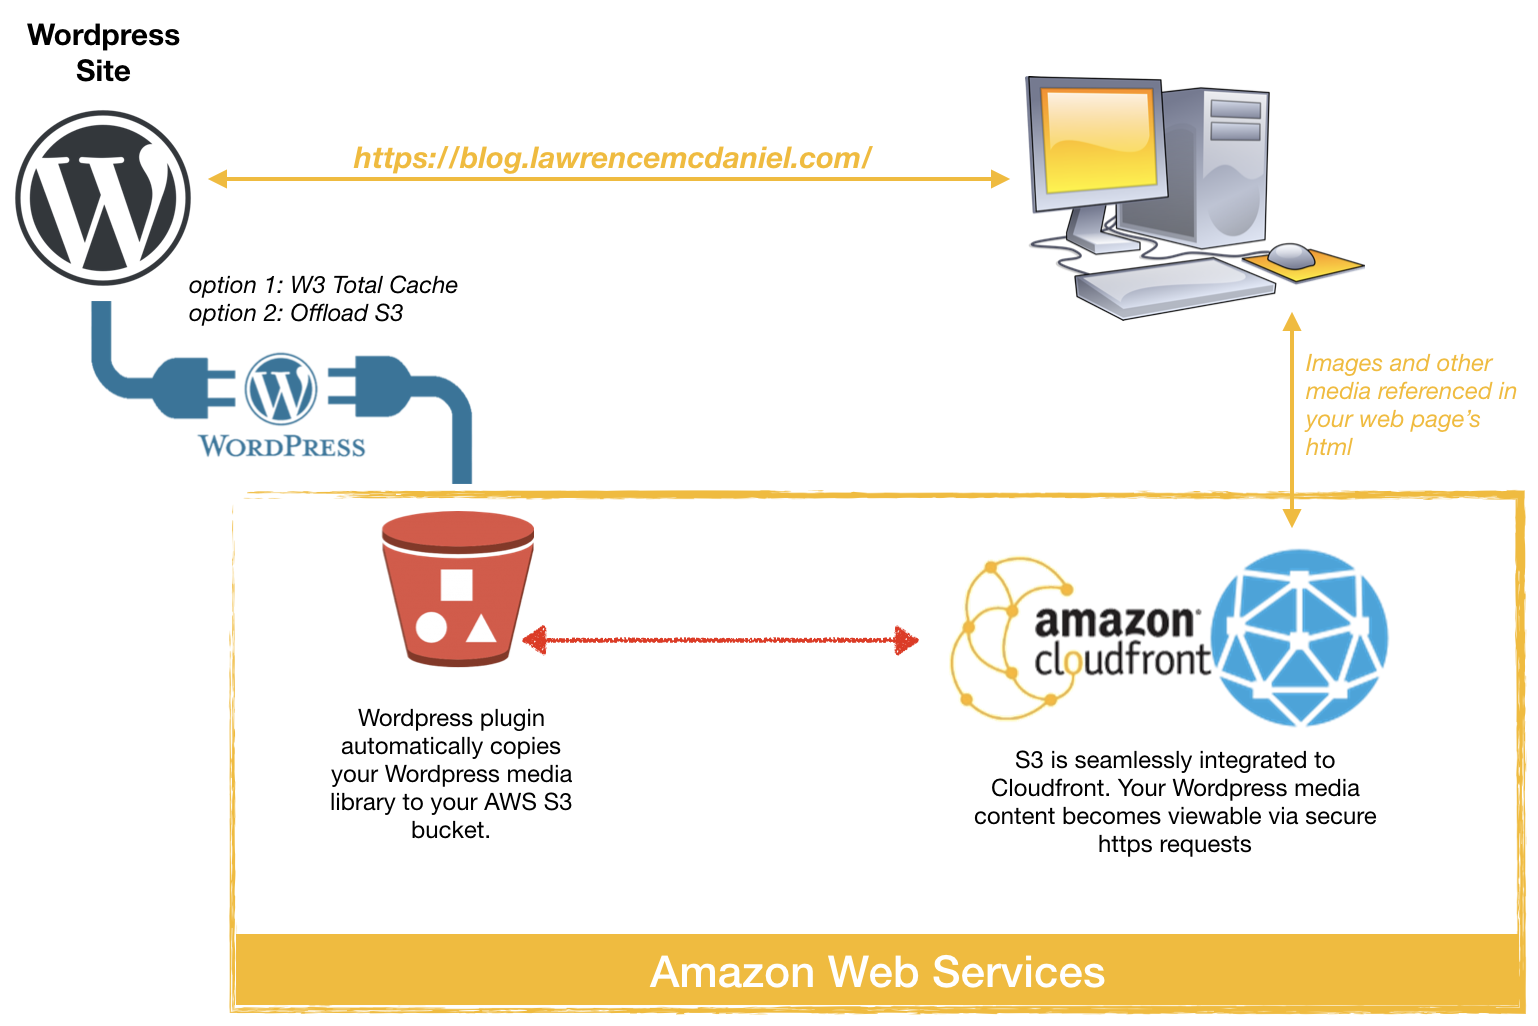 Wordpress
Site
https://blog.lawrencemcdaniel.com/
option 1: W3 Total Cache
option 2: Offload S3
WORDPRESS
Images and other
media referenced in
your web page's
html
amazon
cloudfront
Wordpress plugin
automatically copies
your Wordpress media
library to your AWS S3
bucket.
S3 is seamlessly integrated to
Cloudfront. Your Wordpress media
content becomes viewable via secure
https requests
Amazon Web Services